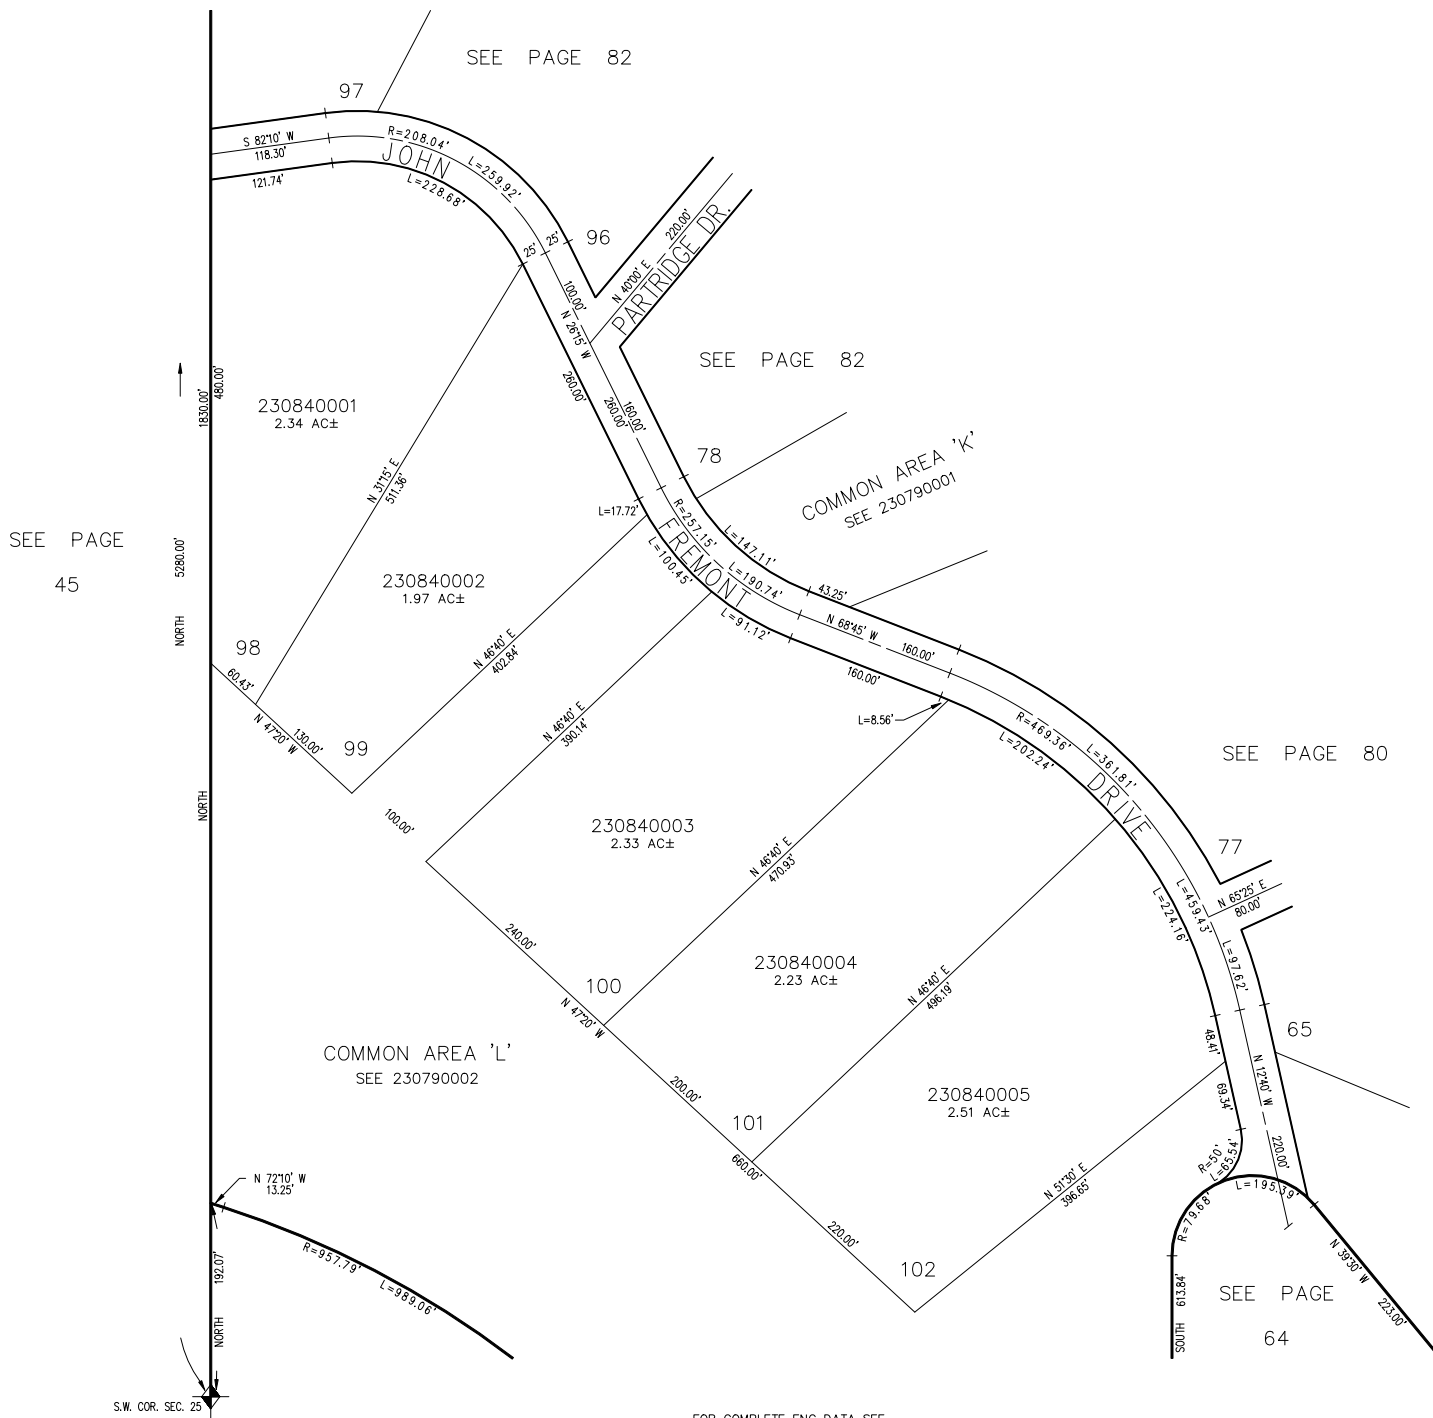 SEE PAGE 82
97
S 82°10' W
118.30'
121.74'
R=208.04'
JOHN
L=259.92'
L=228.68'
25'
25'
96
100.00'
N 26°15' W
220.00'
N 40°00' E
PARTRIDGE DR.
SEE PAGE 82
260.00'
260.00'
160.00'
78
COMMON AREA 'K'
SEE 230790001
1830.00'
480.00'
230840001
2.34 AC±
N 31°15' E
511.36'
L=17.72'
R=257.15'
FREMONT
L=147.11'
L=100.45'
L=190.74'
43.25'
L=91.12'
N 68°45' W
160.00'
160.00'
SEE PAGE
45
5280.00'
NORTH
230840002
1.97 AC±
98
60.43'
N 47°20' W
130.00'
99
N 46°40' E
402.84'
N 46°40' E
390.14'
L=8.56'
R=469.36'
L=202.24'
L=361.81'
DRIVE
SEE PAGE 80
NORTH
100.00'
230840003
2.33 AC±
N 46°40' E
470.93'
77
N 65°25' E
80.00'
L=459.43'
L=224.16'
L=97.62'
240.00'
100
N 47°20' W
230840004
2.23 AC±
N 46°40' E
496.19'
65
48.41'
69.34'
N 12°40' W
220.00'
COMMON AREA 'L'
SEE 230790002
200.00'
101
660.00'
230840005
2.51 AC±
R=50'
L=65.54'
L=195.39'
R=79.68'
N 51°30' E
396.65'
220.00'
102
N 72°10' W
13.25'
192.07'
NORTH
R=957.79'
L=989.06'
613.84'
SOUTH
SEE PAGE
64
N 39°30' W
223.00'
S.W. COR. SEC. 25
FOR COMPLETE ENG DATA SEE